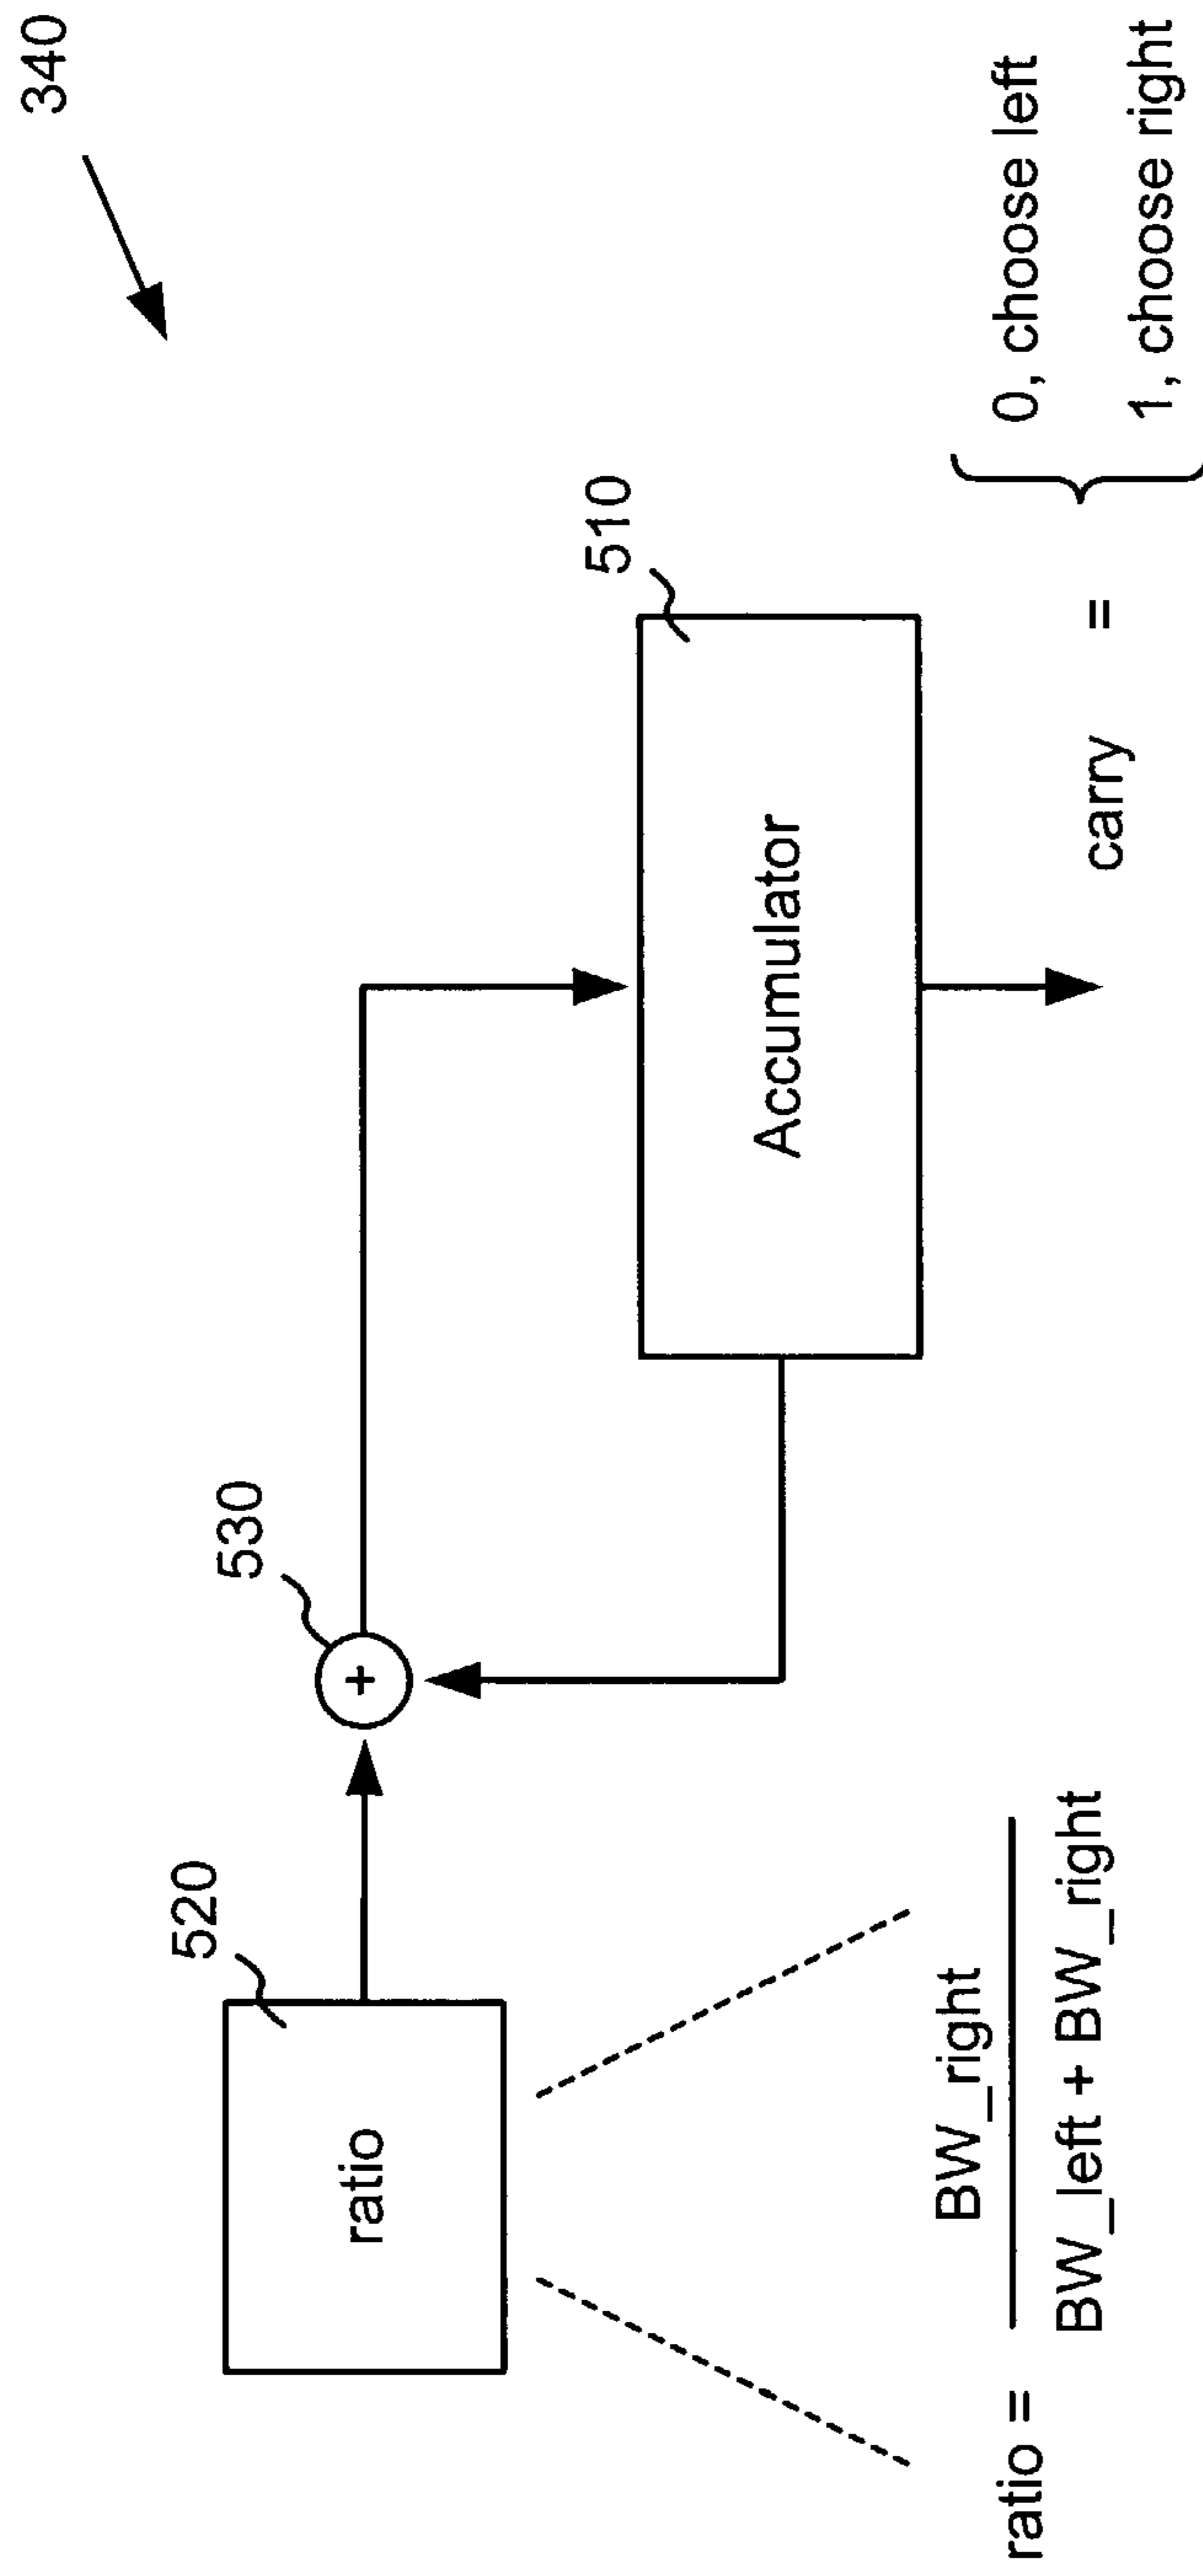 340
520
530
510
ratio
+
Accumulator
ratio =
BW_right
BW_left + BW_right
carry =
0, choose left
1, choose right